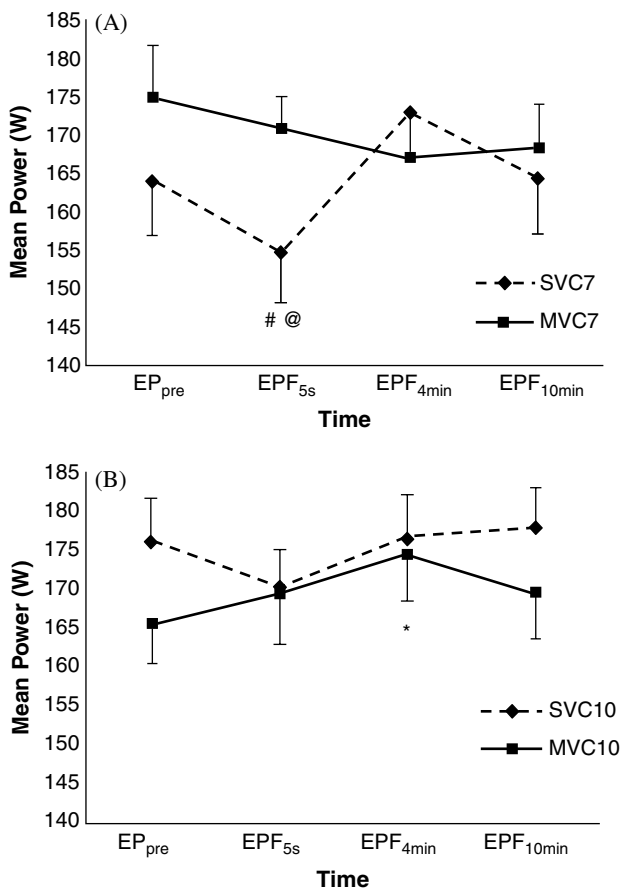 (A)
185
180
175
170
165
160
155
150
145
140
Mean Power (W)
# @
SVC7
MVC7
EPpre EPF5s EPF4min EPF10min
Time
(B)
185
180
175
170
165
160
155
150
145
140
Mean Power (W)
*
SVC10
MVC10
EPpre EPF5s EPF4min EPF10min
Time